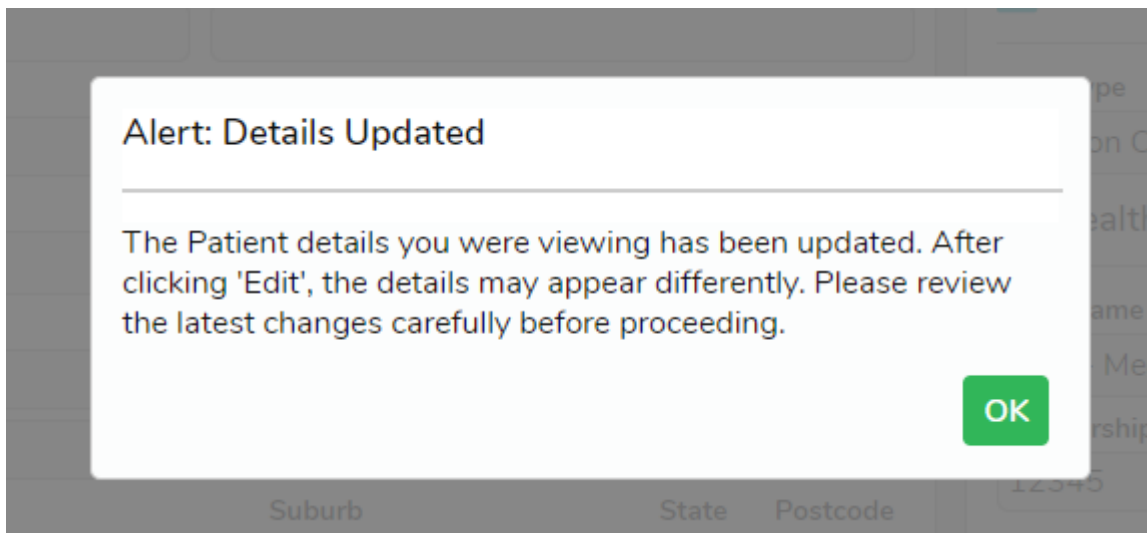 Alert: Details Updated
The Patient details you were viewing has been updated. After
clicking 'Edit', the details may appear differently. Please review
the latest changes carefully before proceeding.
OK
12345
Suburb State Postcode